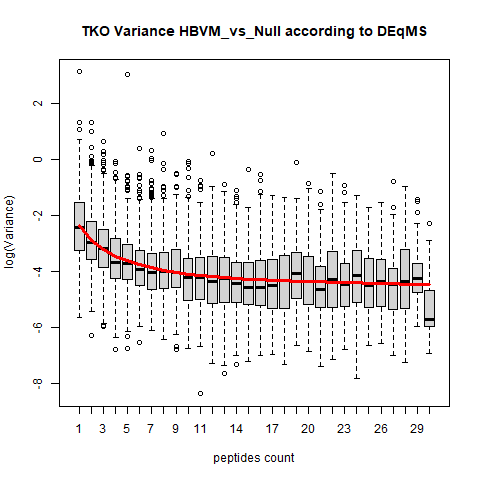 TKO Variance HBVM_vs_Null according to DEqMS
log(Variance)
2
0
-2
-4
-6
-8
1 3 5 7 9 11 14 17 20 23 26 29
peptides count